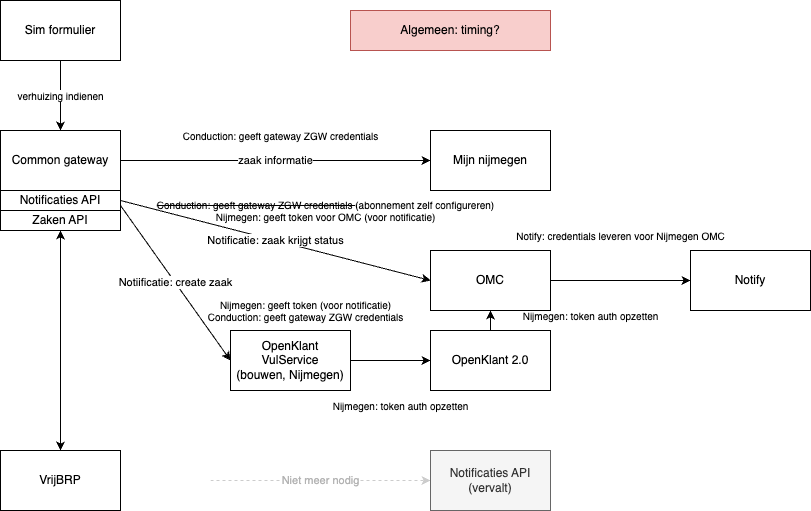 Sim formulier
Algemeen: timing?
verhuizing indienen
Conduction: geeft gateway ZGW credentials
Common gateway
zaak informatie
Mijn nijmegen
Notificaties API
Conduction: geeft gateway ZGW credentials (abonnement zelf configureren)
Nijmegen: geeft token voor OMC (voor notificatie)
Zaken API
Notificatie: zaak krijgt status
Notify: credentials leveren voor Nijmegen OMC
Notiificatie: create zaak
OMC
Notify
Nijmegen: geeft token (voor notificatie)
Conduction: geeft gateway ZGW credentials
Nijmegen: token auth opzetten
OpenKlant
VulService
(bouwen, Nijmegen)
OpenKlant 2.0
Nijmegen: token auth opzetten
VrijBRP
Niet meer nodig
Notificaties API
(vervalt)